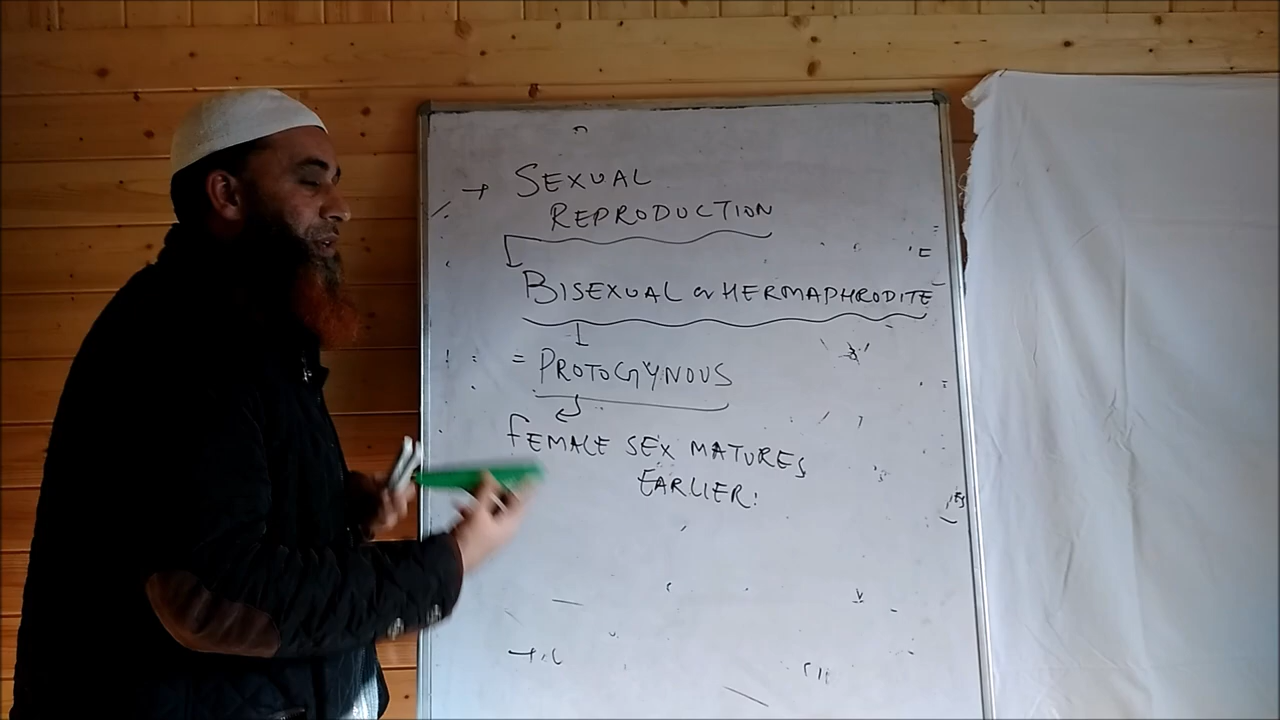 → SEXUAL
REPRODUCTION
BISEXUAL or HERMAPHRODITE
= PROTOGYNOUS
FEMALE SEX MATURES
EARLIER: